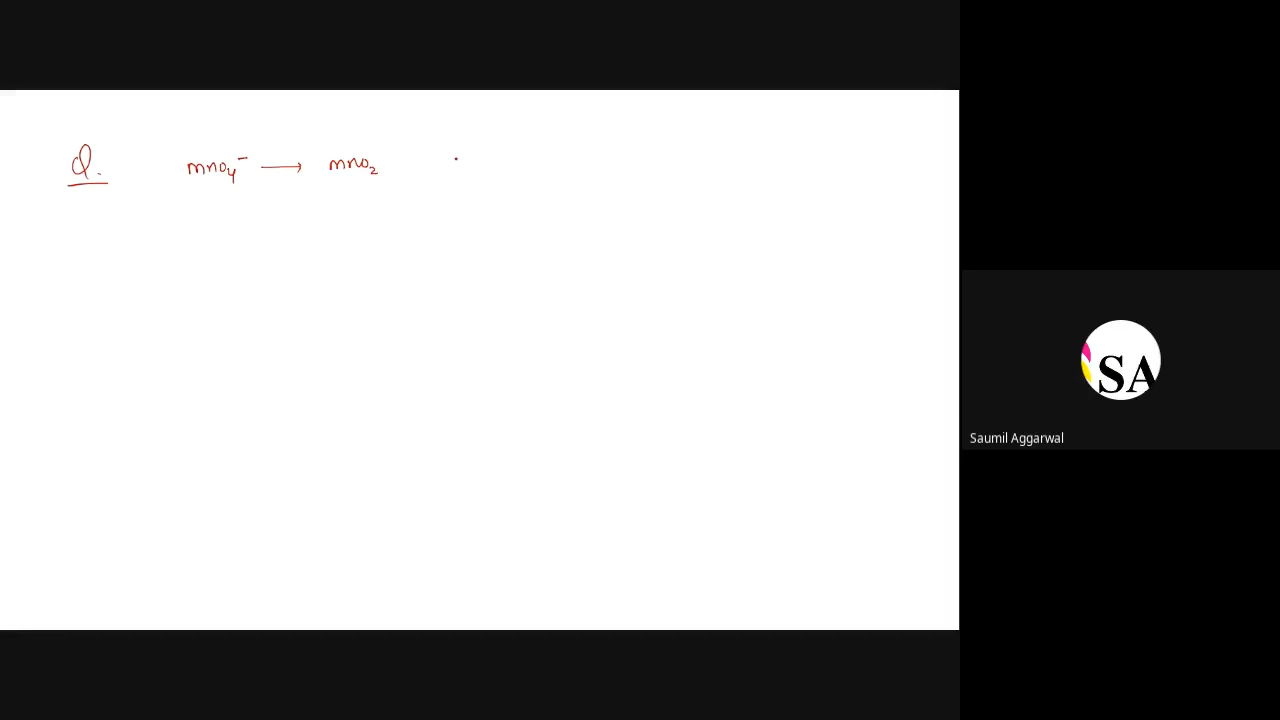 Q. mno4- → mno2
SA
Saumil Aggarwal